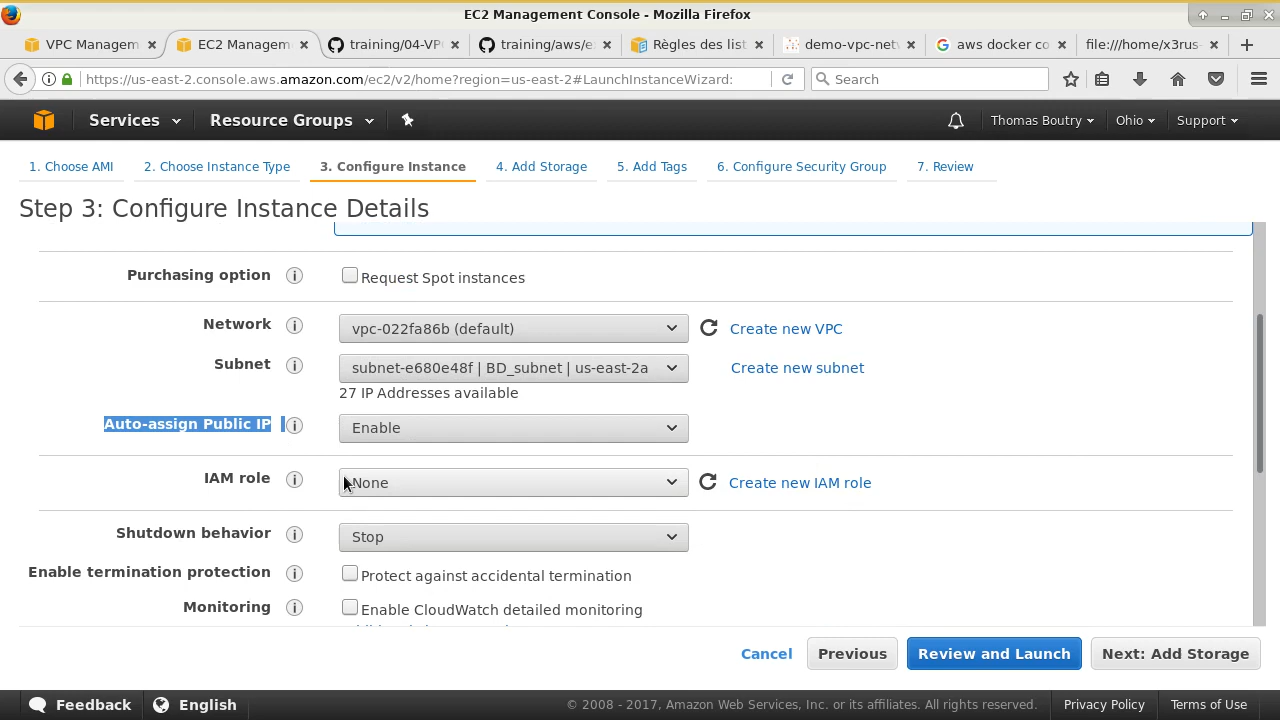 EC2 Management Console - Mozilla Firefox
VPC Managem
EC2 Managem
training/04-VP
training/aws/e
Règles des list
demo-vpc-net
aws docker co
file:///home/x3rus-
https://us-east-2.console.aws.amazon.com/ec2/v2/home?region=us-east-2#LaunchInstanceWizard:
Search
Services
Resource Groups
Thomas Boutry
Ohio
Support
1. Choose AMI
2. Choose Instance Type
3. Configure Instance
4. Add Storage
5. Add Tags
6. Configure Security Group
7. Review
Step 3: Configure Instance Details
Purchasing option
Request Spot instances
Network
vpc-022fa86b (default)
Create new VPC
Subnet
subnet-e680e48f | BD_subnet | us-east-2a
Create new subnet
27 IP Addresses available
Auto-assign Public IP
Enable
IAM role
None
Create new IAM role
Shutdown behavior
Stop
Enable termination protection
Protect against accidental termination
Monitoring
Enable CloudWatch detailed monitoring
Cancel
Previous
Review and Launch
Next: Add Storage
Feedback
English
© 2008 - 2017, Amazon Web Services, Inc. or its affiliates. All rights reserved.
Privacy Policy
Terms of Use